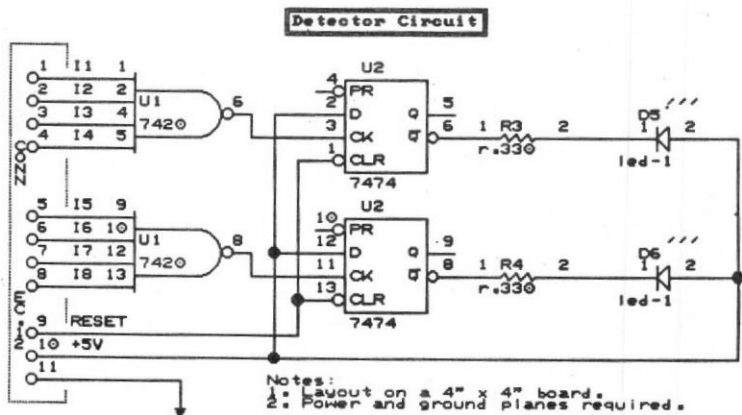 Detector Circuit
U2
1 I1 1
2 I2 2
3 I3 4
4 I4 5
U1
7420
6
4 PR
2 D Q 5
3 CK Q 6
1 CLR
7474
1 R3 2
r.330
D5
1 2
led-1
CONN
5 I5 9
6 I6 10
7 I7 12
8 I8 13
U1
7420
8
U2
10 PR
12 D Q 9
11 CK Q 8
13 CLR
7474
1 R4 2
r.330
D6
1 2
led-1
9 RESET
10 +5V
11
Notes:
1. Layout on a 4" x 4" board.
2. Power and ground planes required.